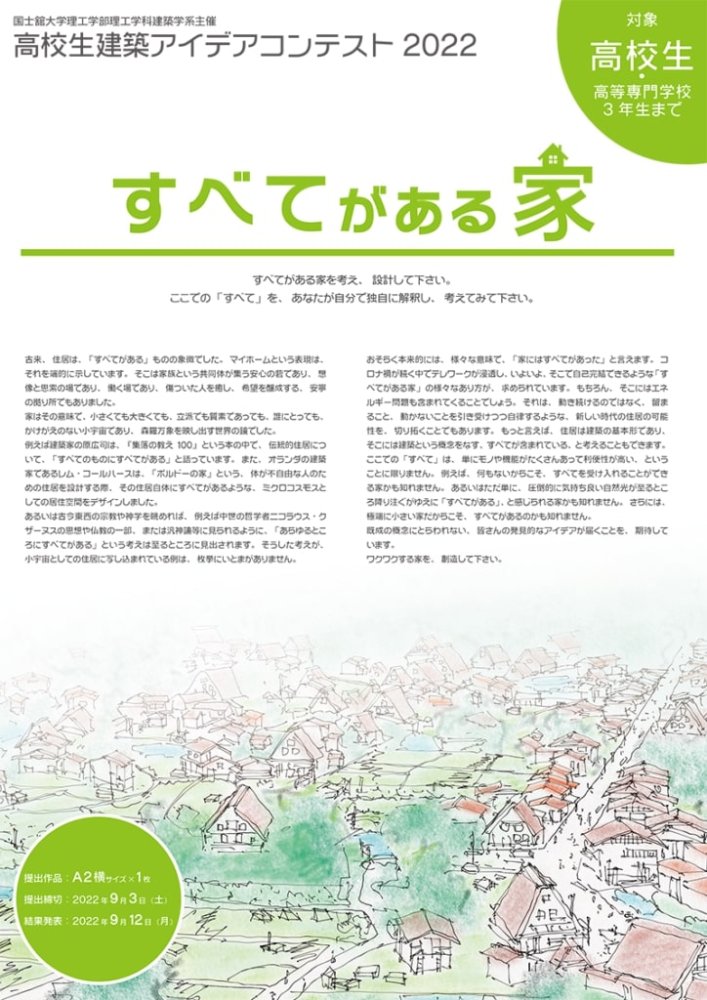 国士舘大学理工学部理工学科建築学系主催
高校生建築アイデアコンテスト 2022
対象
高校生
・
高等専門学校
3年生まで
すべてがある家
すべてがある家を考え、設計して下さい。
ここでの「すべて」を、あなたが自分で独自に解釈し、考えてみて下さい。
古来、住居は、「すべてがある」ものの象徴でした。マイホームという表現は、
それを端的に示しています。そこは家族という共同体が集う安心の砦であり、想
像と思索の場であり、働く場であり、傷ついた人を癒し、希望を醸成する、安寧
の拠り所でもありました。
家はその意味で、小さくても大きくても、立派でも質素であっても、誰にとっても、
かけがえのない小宇宙であり、森羅万象を映し出す世界の鏡でした。
例えば建築家の原広司は、『集落の教え100』という本の中で、伝統的住居につ
いて、「すべてのものにすべてがある」と語っています。また、オランダの建築
家であるレム・コールハースは、「ボルドーの家」という、体が不自由な人のた
めの住居を設計する際、その住居自体にすべてがあるような、ミクロコスモスと
しての居住空間をデザインしました。
あるいは古今東西の宗教や神学を眺めれば、例えば中世の哲学者ニコラウス・ク
ザーヌスの思想や仏教の一部、または汎神論等に見られるように、「あらゆるとこ
ろにすべてがある」という考えは至るところに見出されます。そうした考えが、
小宇宙としての住居に写し込まれている例は、枚挙にいとまがありません。
おそらく本来的には、様々な意味で、「家にはすべてがあった」と言えます。コ
ロナ禍が続く中でテレワークが浸透し、いよいよ、そこで自己完結できるような「す
べてがある家」の様々なあり方が、求められています。もちろん、そこにはエネ
ルギー問題も含まれてくることでしょう。それは、動き続けるのではなく、留ま
ること、動かないことを引き受けつつ自律するような、新しい時代の住居の可能
性を、切り拓くことでもあります。もっと言えば、住居は建築の基本形であり、
そこには建築という概念をなす、すべてが含まれている、と考えることもできます。
ここでの「すべて」は、単にモノや機能がたくさんあって利便性が高い、という
ことに限りません。例えば、何もないからこそ、すべてを受け入れることができ
る家かも知れません。あるいはただ単に、圧倒的に気持ち良い自然光が至るとこ
ろ降り注ぐがゆえに「すべてがある」、と感じられる家かも知れません。さらには、
極端に小さい家だからこそ、すべてがあるのかも知れません。
既成の概念にとらわれない、皆さんの発見的なアイデアが届くことを、期待して
います。
ワクワクする家を、創造して下さい。
提出作品：A2横サイズ×1枚
提出締切：2022年9月3日（土）
結果発表：2022年9月12日（月）